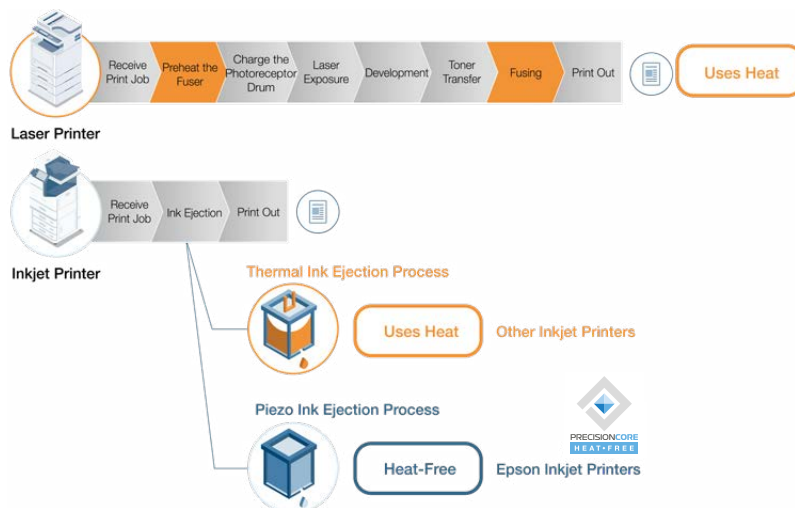 Receive
Print Job
Preheat the
Fuser
Charge the
Photoreceptor
Drum
Laser
Exposure
Development
Toner
Transfer
Fusing
Print Out
Uses Heat
Laser Printer
Receive
Print Job
Ink Ejection
Print Out
Inkjet Printer
Thermal Ink Ejection Process
Uses Heat
Other Inkjet Printers
Piezo Ink Ejection Process
PRECISIONCORE
HEAT•FREE
Heat-Free
Epson Inkjet Printers